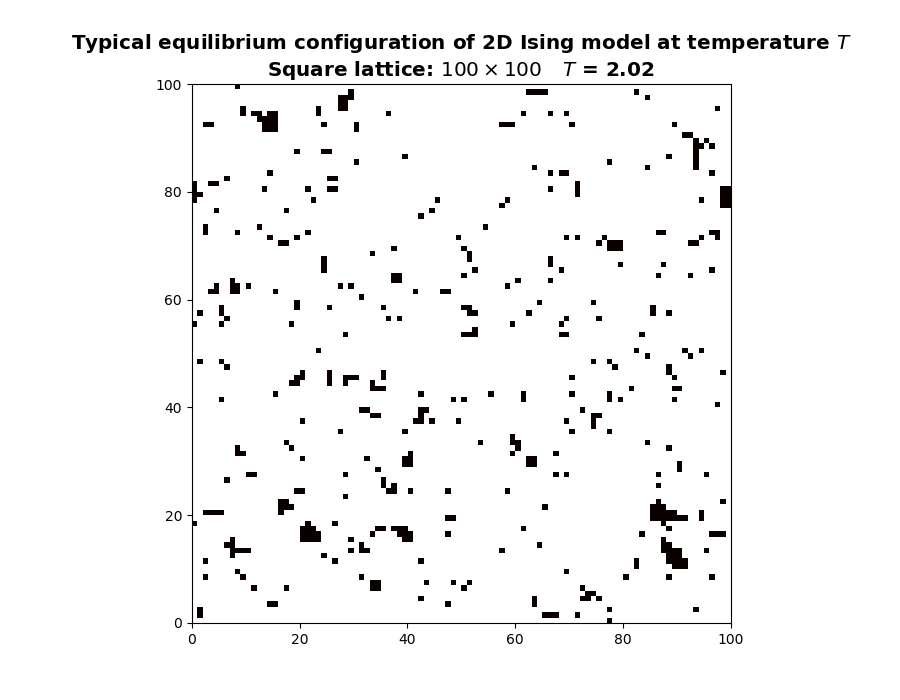 Typical equilibrium configuration of 2D Ising model at temperature T
Square lattice: 100 × 100 T = 2.02
100
80
60
40
20
0
0 20 40 60 80 100